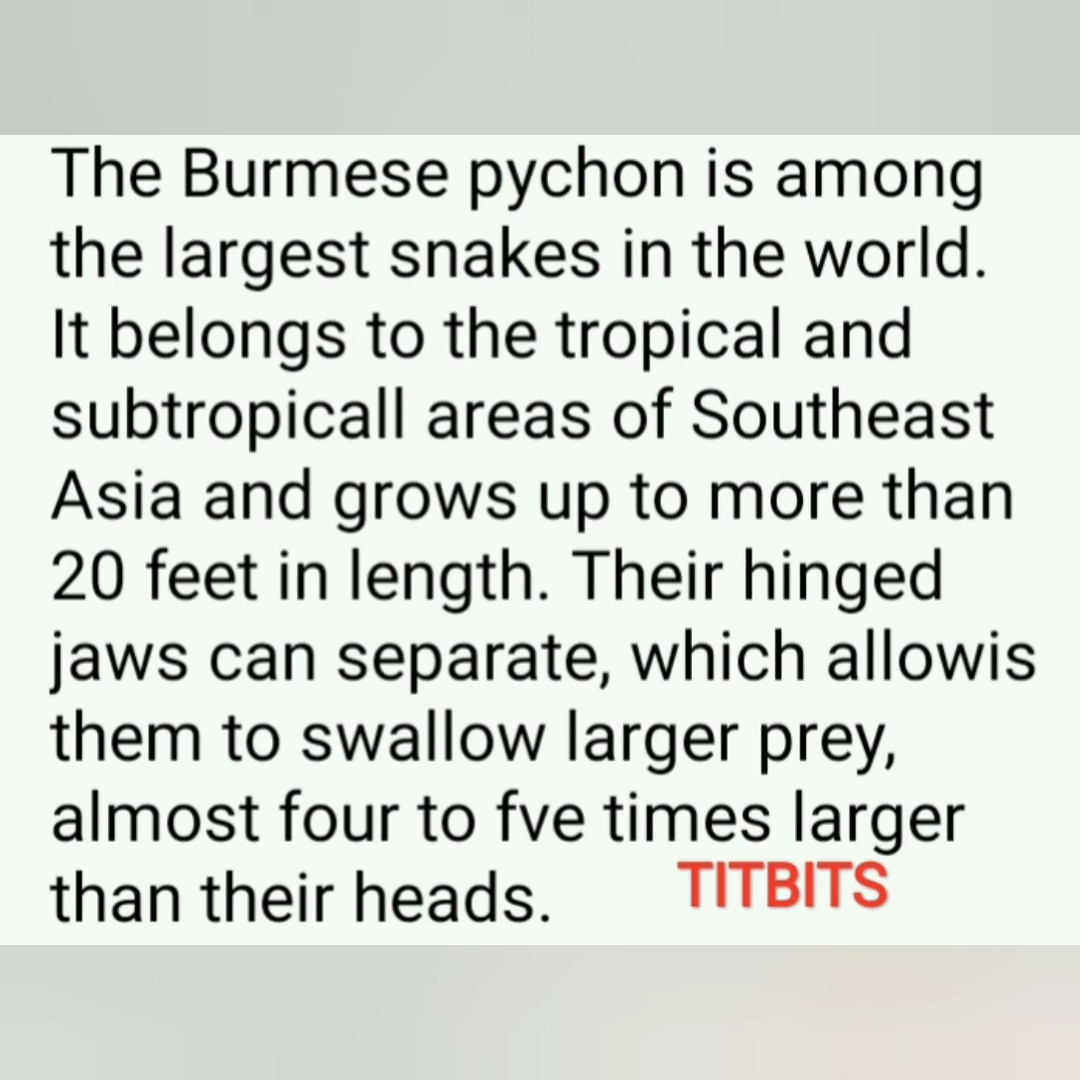 The Burmese pychon is among
the largest snakes in the world.
It belongs to the tropical and
subtropicall areas of Southeast
Asia and grows up to more than
20 feet in length. Their hinged
jaws can separate, which allowis
them to swallow larger prey,
almost four to fve times larger
than their heads.
TITBITS